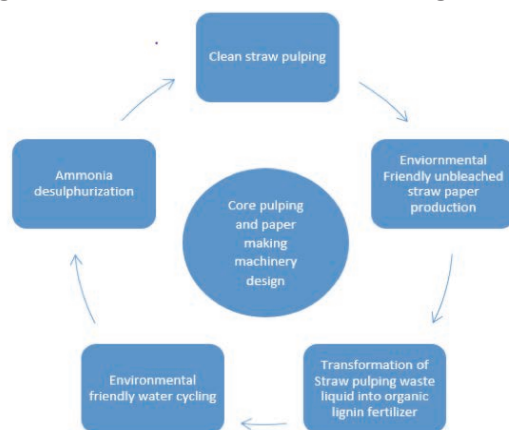 Clean straw pulping
Enviornmental
Friendly unbleached
straw paper
production
Transformation of
Straw pulping waste
liquid into organic
lignin fertilizer
Environmental
friendly water cycling
Ammonia
desulphurization
Core pulping
and paper
making
machinery
design